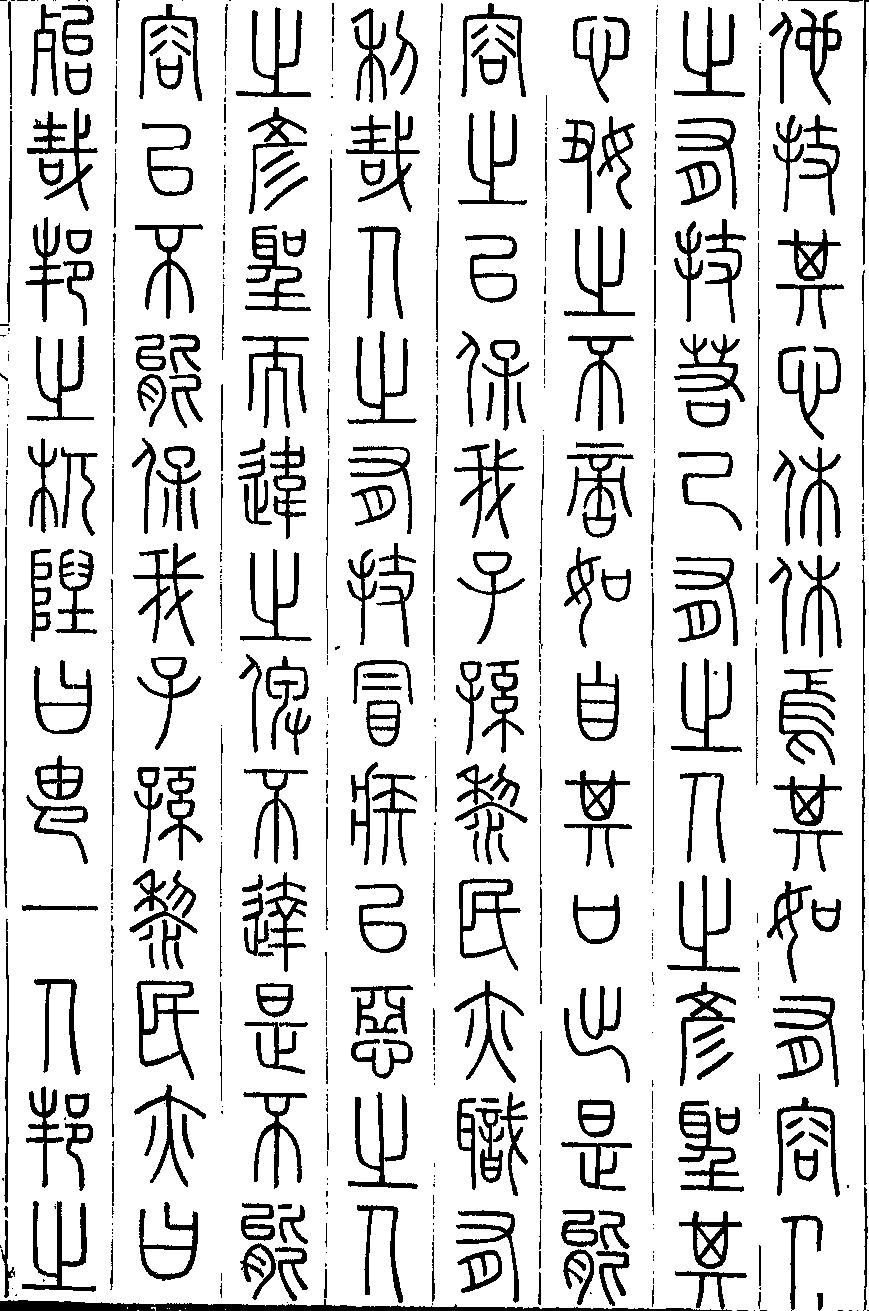 他技其心休休焉其如有容人
之有技若己有之人之彥聖其
心好之不啻如自其口出是能
容之以保我子孫黎民亦職有
利哉人之有技冒疾以惡之人
之彥聖而違之俾不達是不能
容以不能保我子孫黎民亦曰
殆哉邦之杌隉曰由一人邦之